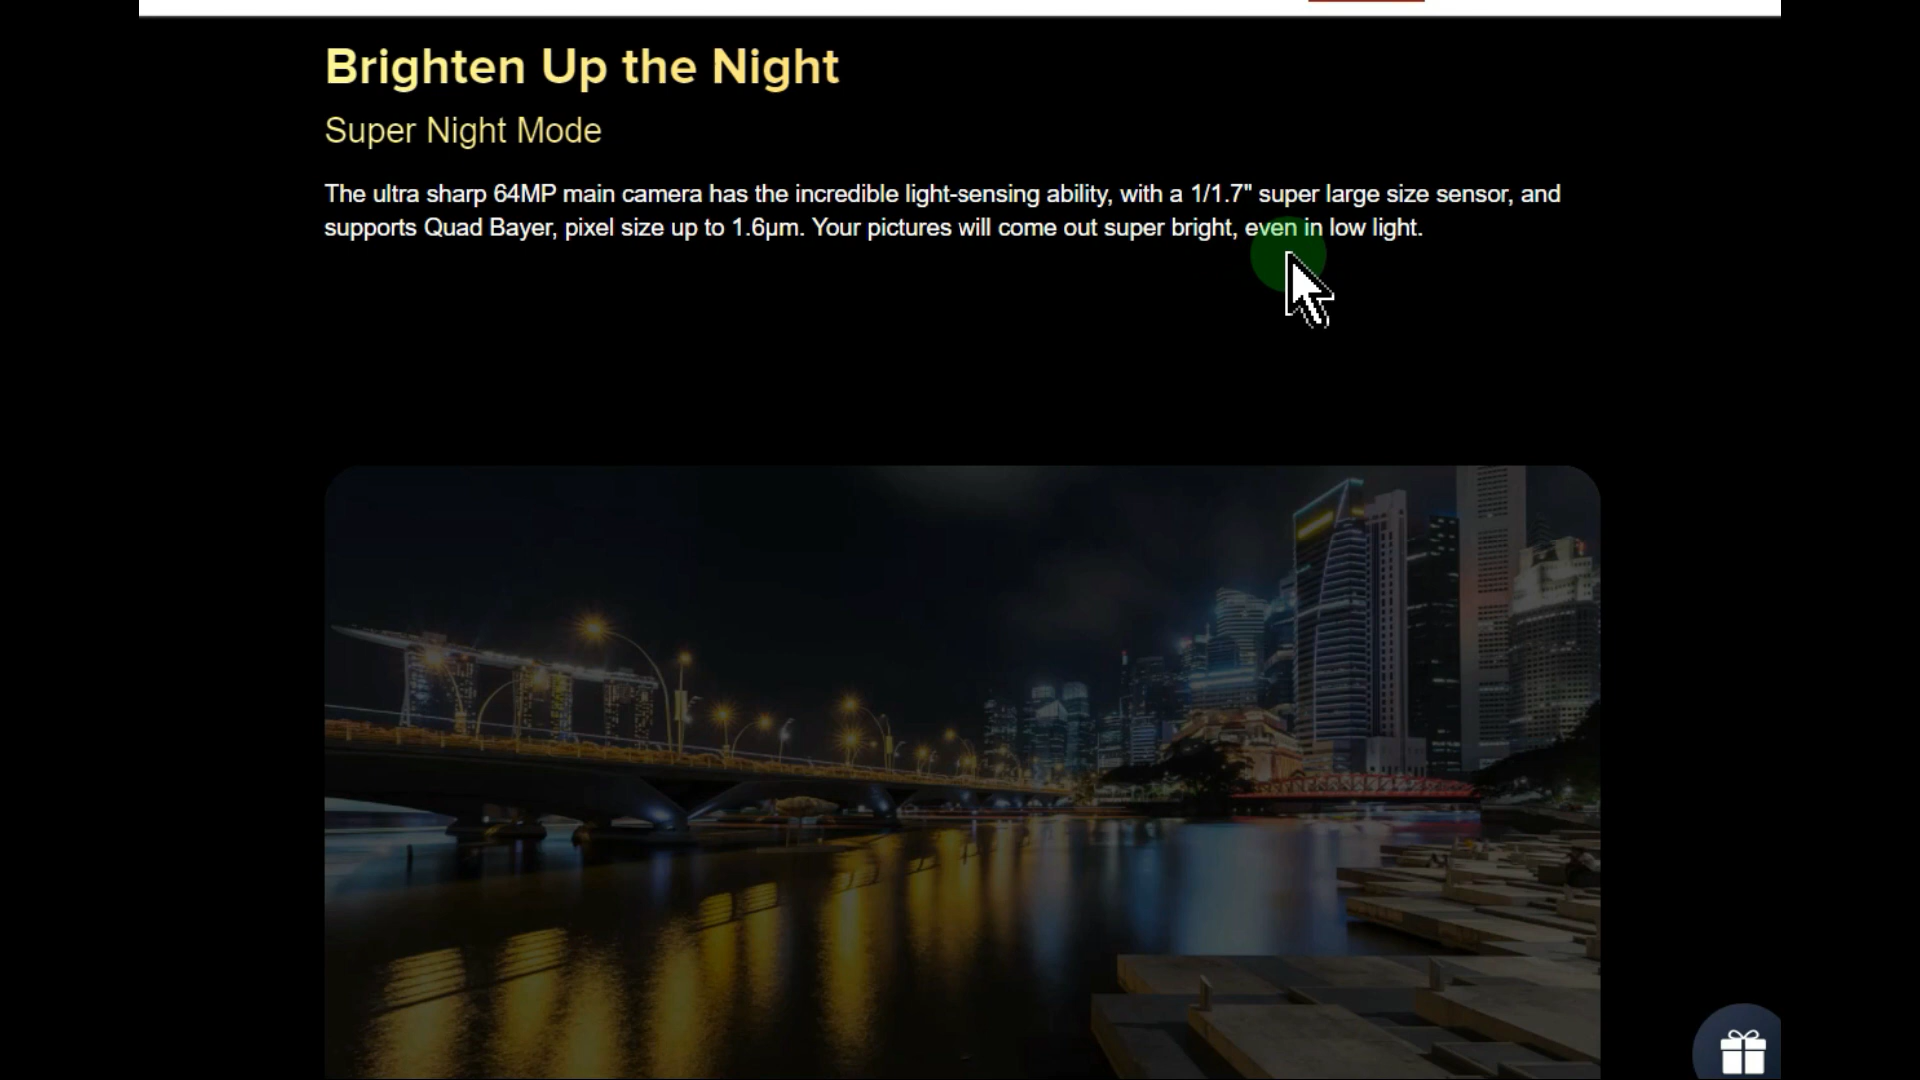 Brighten Up the Night
Super Night Mode
The ultra sharp 64MP main camera has the incredible light-sensing ability, with a 1/1.7" super large size sensor, and
supports Quad Bayer, pixel size up to 1.6μm. Your pictures will come out super bright, even in low light.